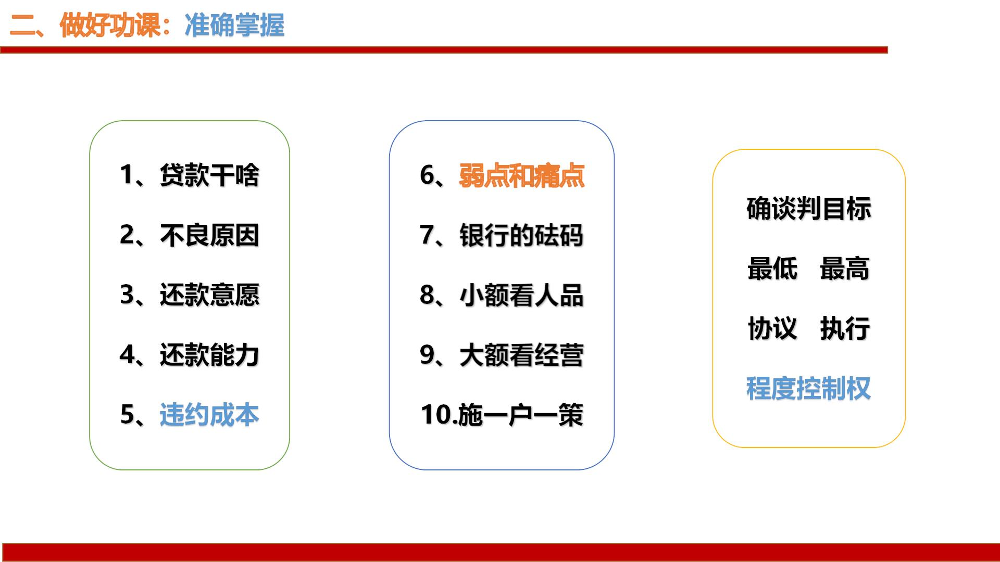 二、做好功课：准确掌握
1、贷款干啥
2、不良原因
3、还款意愿
4、还款能力
5、违约成本
6、弱点和痛点
7、银行的砝码
8、小额看人品
9、大额看经营
10.施一户一策
确谈判目标
最低 最高
协议 执行
程度控制权